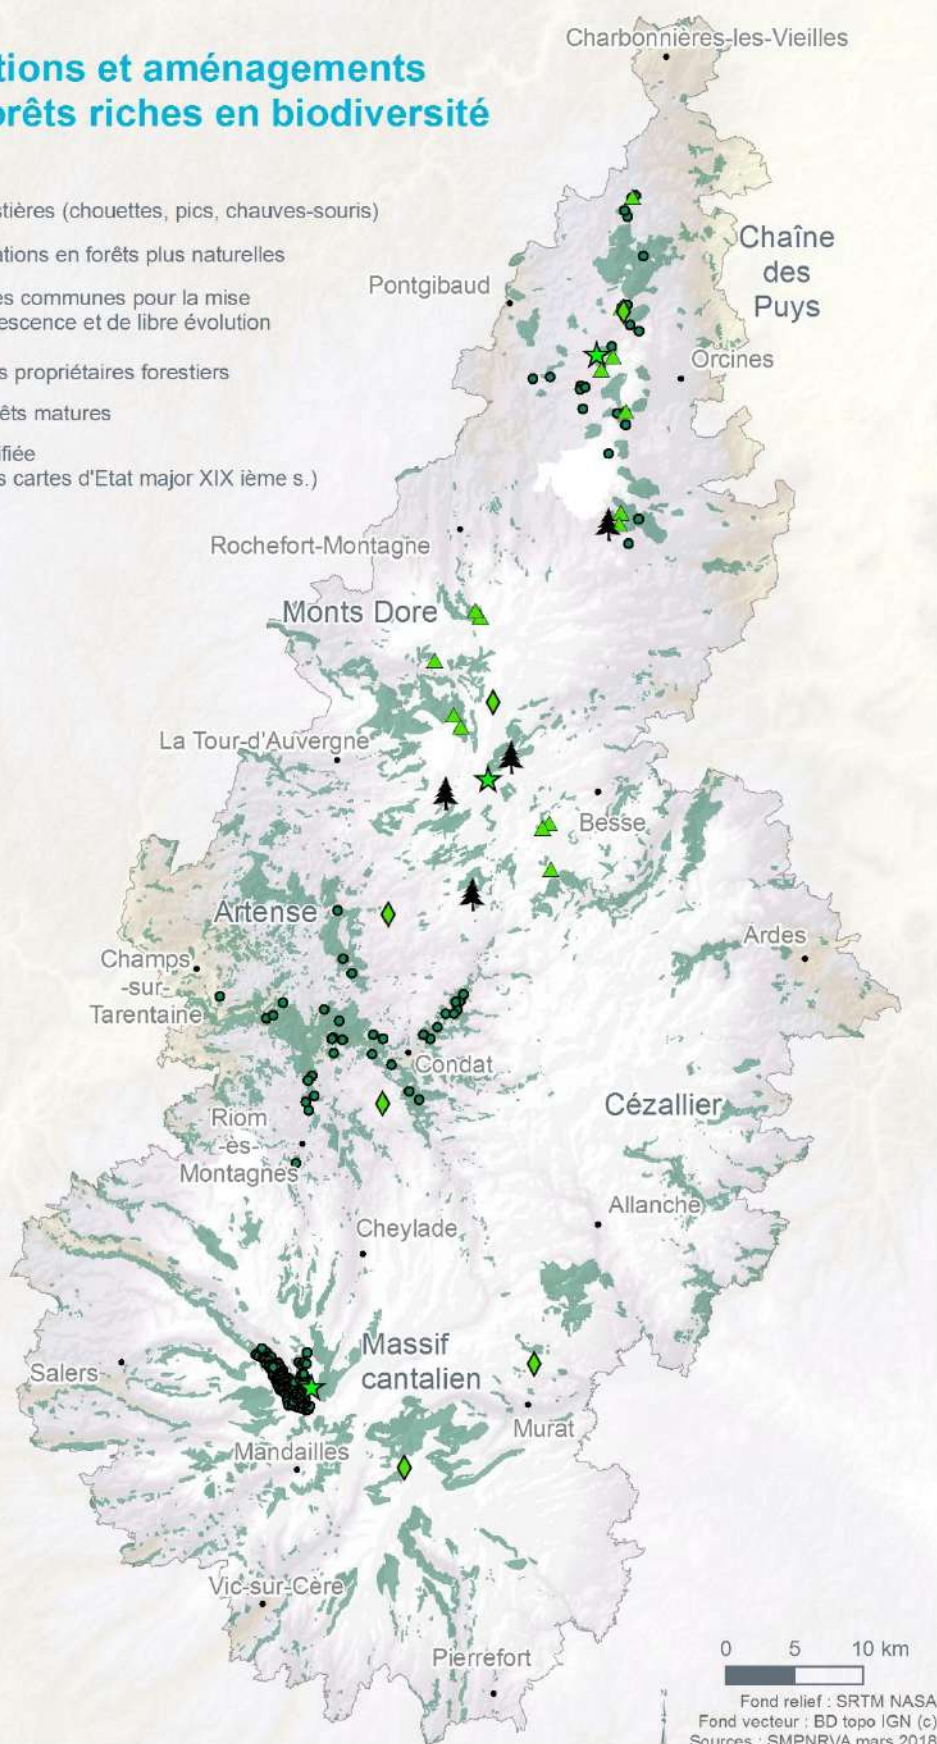 tions et aménagements
orêts riches en biodiversité
stières (chouettes, pics, chauves-souris)
ations en forêts plus naturelles
es communes pour la mise
escence et de libre évolution
s propriétaires forestiers
êts matures
ifiée
s cartes d'Etat major XIX ième s.)
Charbonnières-les-Vieilles
Chaîne
des
Puys
Pontgibaud
Orcines
Rochefort-Montagne
Monts Dore
La Tour-d'Auvergne
Besse
Artense
Ardes
Champs
-sur-
Tarentaine
Condat
Cézallier
Riom
-ès-
Montagnes
Allanche
Cheylade
Massif
cantalien
Salers
Murat
Mandailles
Vic-sur-Cère
Pierrefort
0 5 10 km
N
Fond relief : SRTM NASA
Fond vecteur : BD topo IGN (c)
Sources : SMPNRVA mars 2018